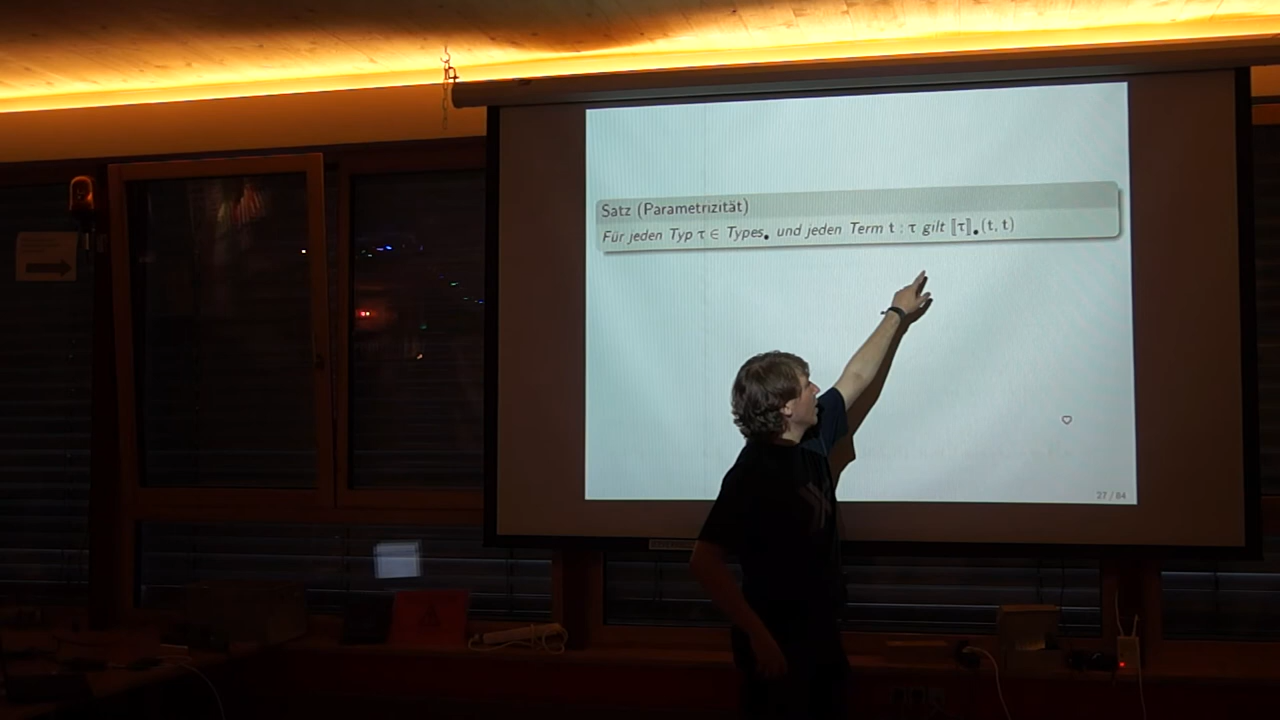 Satz (Parametrizität)
Für jeden Typ τ ∈ Types• und jeden Term t : τ gilt ⟦τ⟧•(t, t)
27 / 84